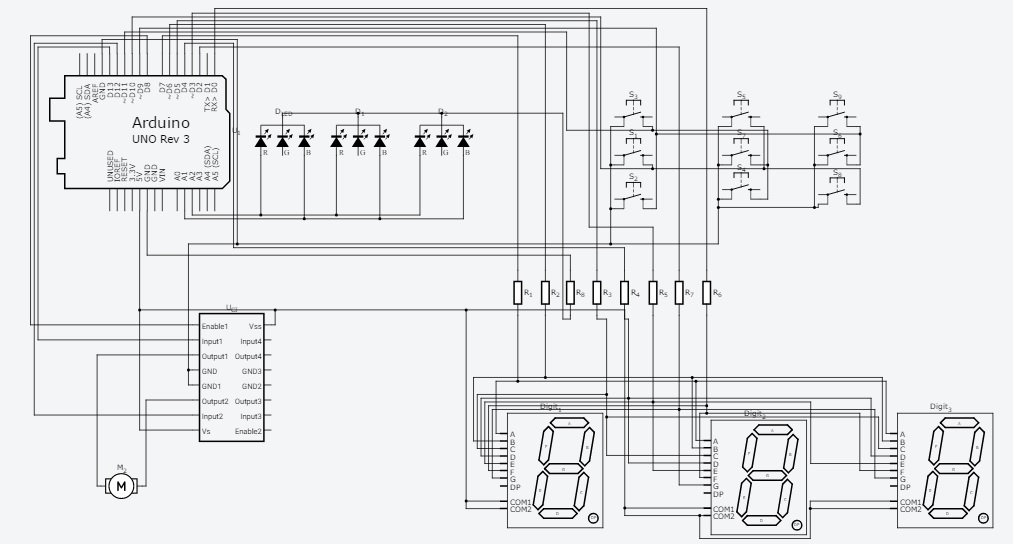 (A5) SCL
(A4) SDA
AREF
GND
D13
D12
~D11
~D10
~D9
D8
D7
~D6
~D5
D4
~D3
D2
TX> D1
RX> D0
Arduino
UNO Rev 3
UNUSED
IOREF
RESET
3.3V
5V
GND
GND
VIN
A0
A1
A2
A3
A4 (SDA)
A5 (SCL)
R G B
R G B
R G B
R1 R2 R8 R3 R4 R5 R7 R6
Enable1 Vss
Input1 Input4
Output1 Output4
GND GND3
GND1 GND2
Output2 Output3
Input2 Input3
Vs Enable2
M
Digit1
A
B
C
D
E
F
G
DP
COM1
COM2
Digit2
A
B
C
D
E
F
G
DP
COM1
COM2
Digit3
A
B
C
D
E
F
G
DP
COM1
COM2